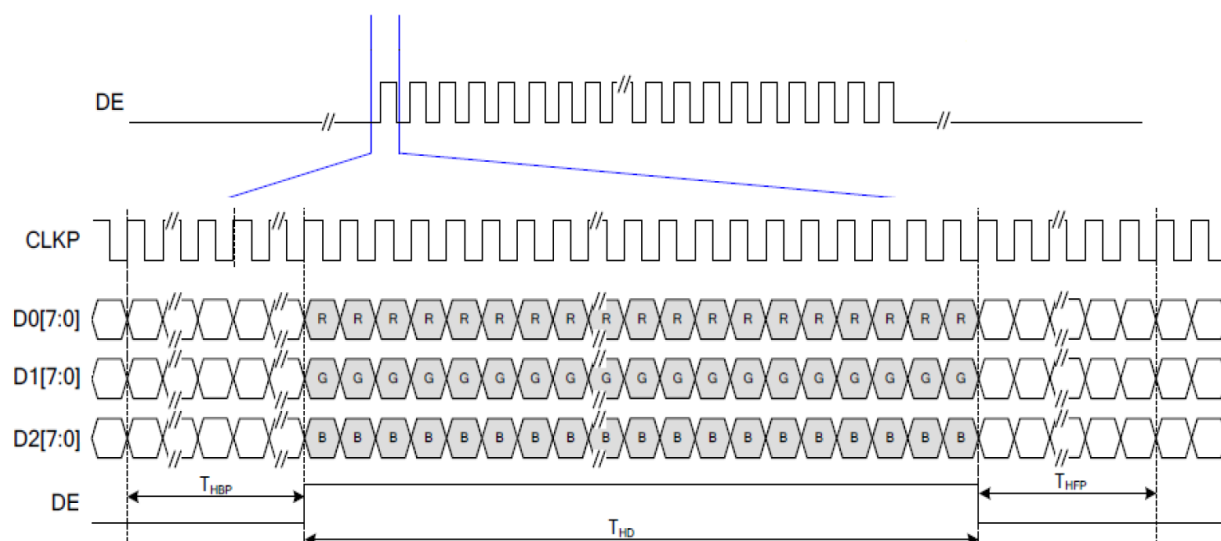 DE
CLKP
D0[7:0] R R R R R R R R R R R R R R R R R R R
D1[7:0] G G G G G G G G G G G G G G G G G G G
D2[7:0] B B B B B B B B B B B B B B B B B B B
THBP THFP
DE
THD